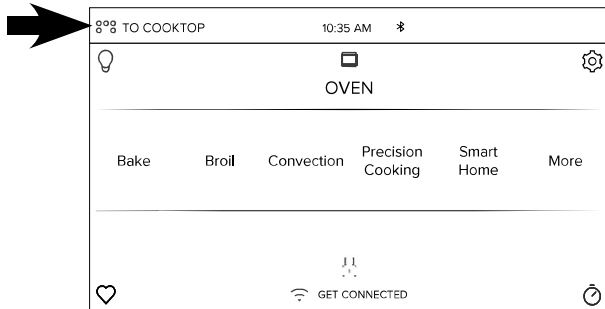 TO COOKTOP 10:35 AM
OVEN
Bake Broil Convection Precision Cooking Smart Home More
GET CONNECTED